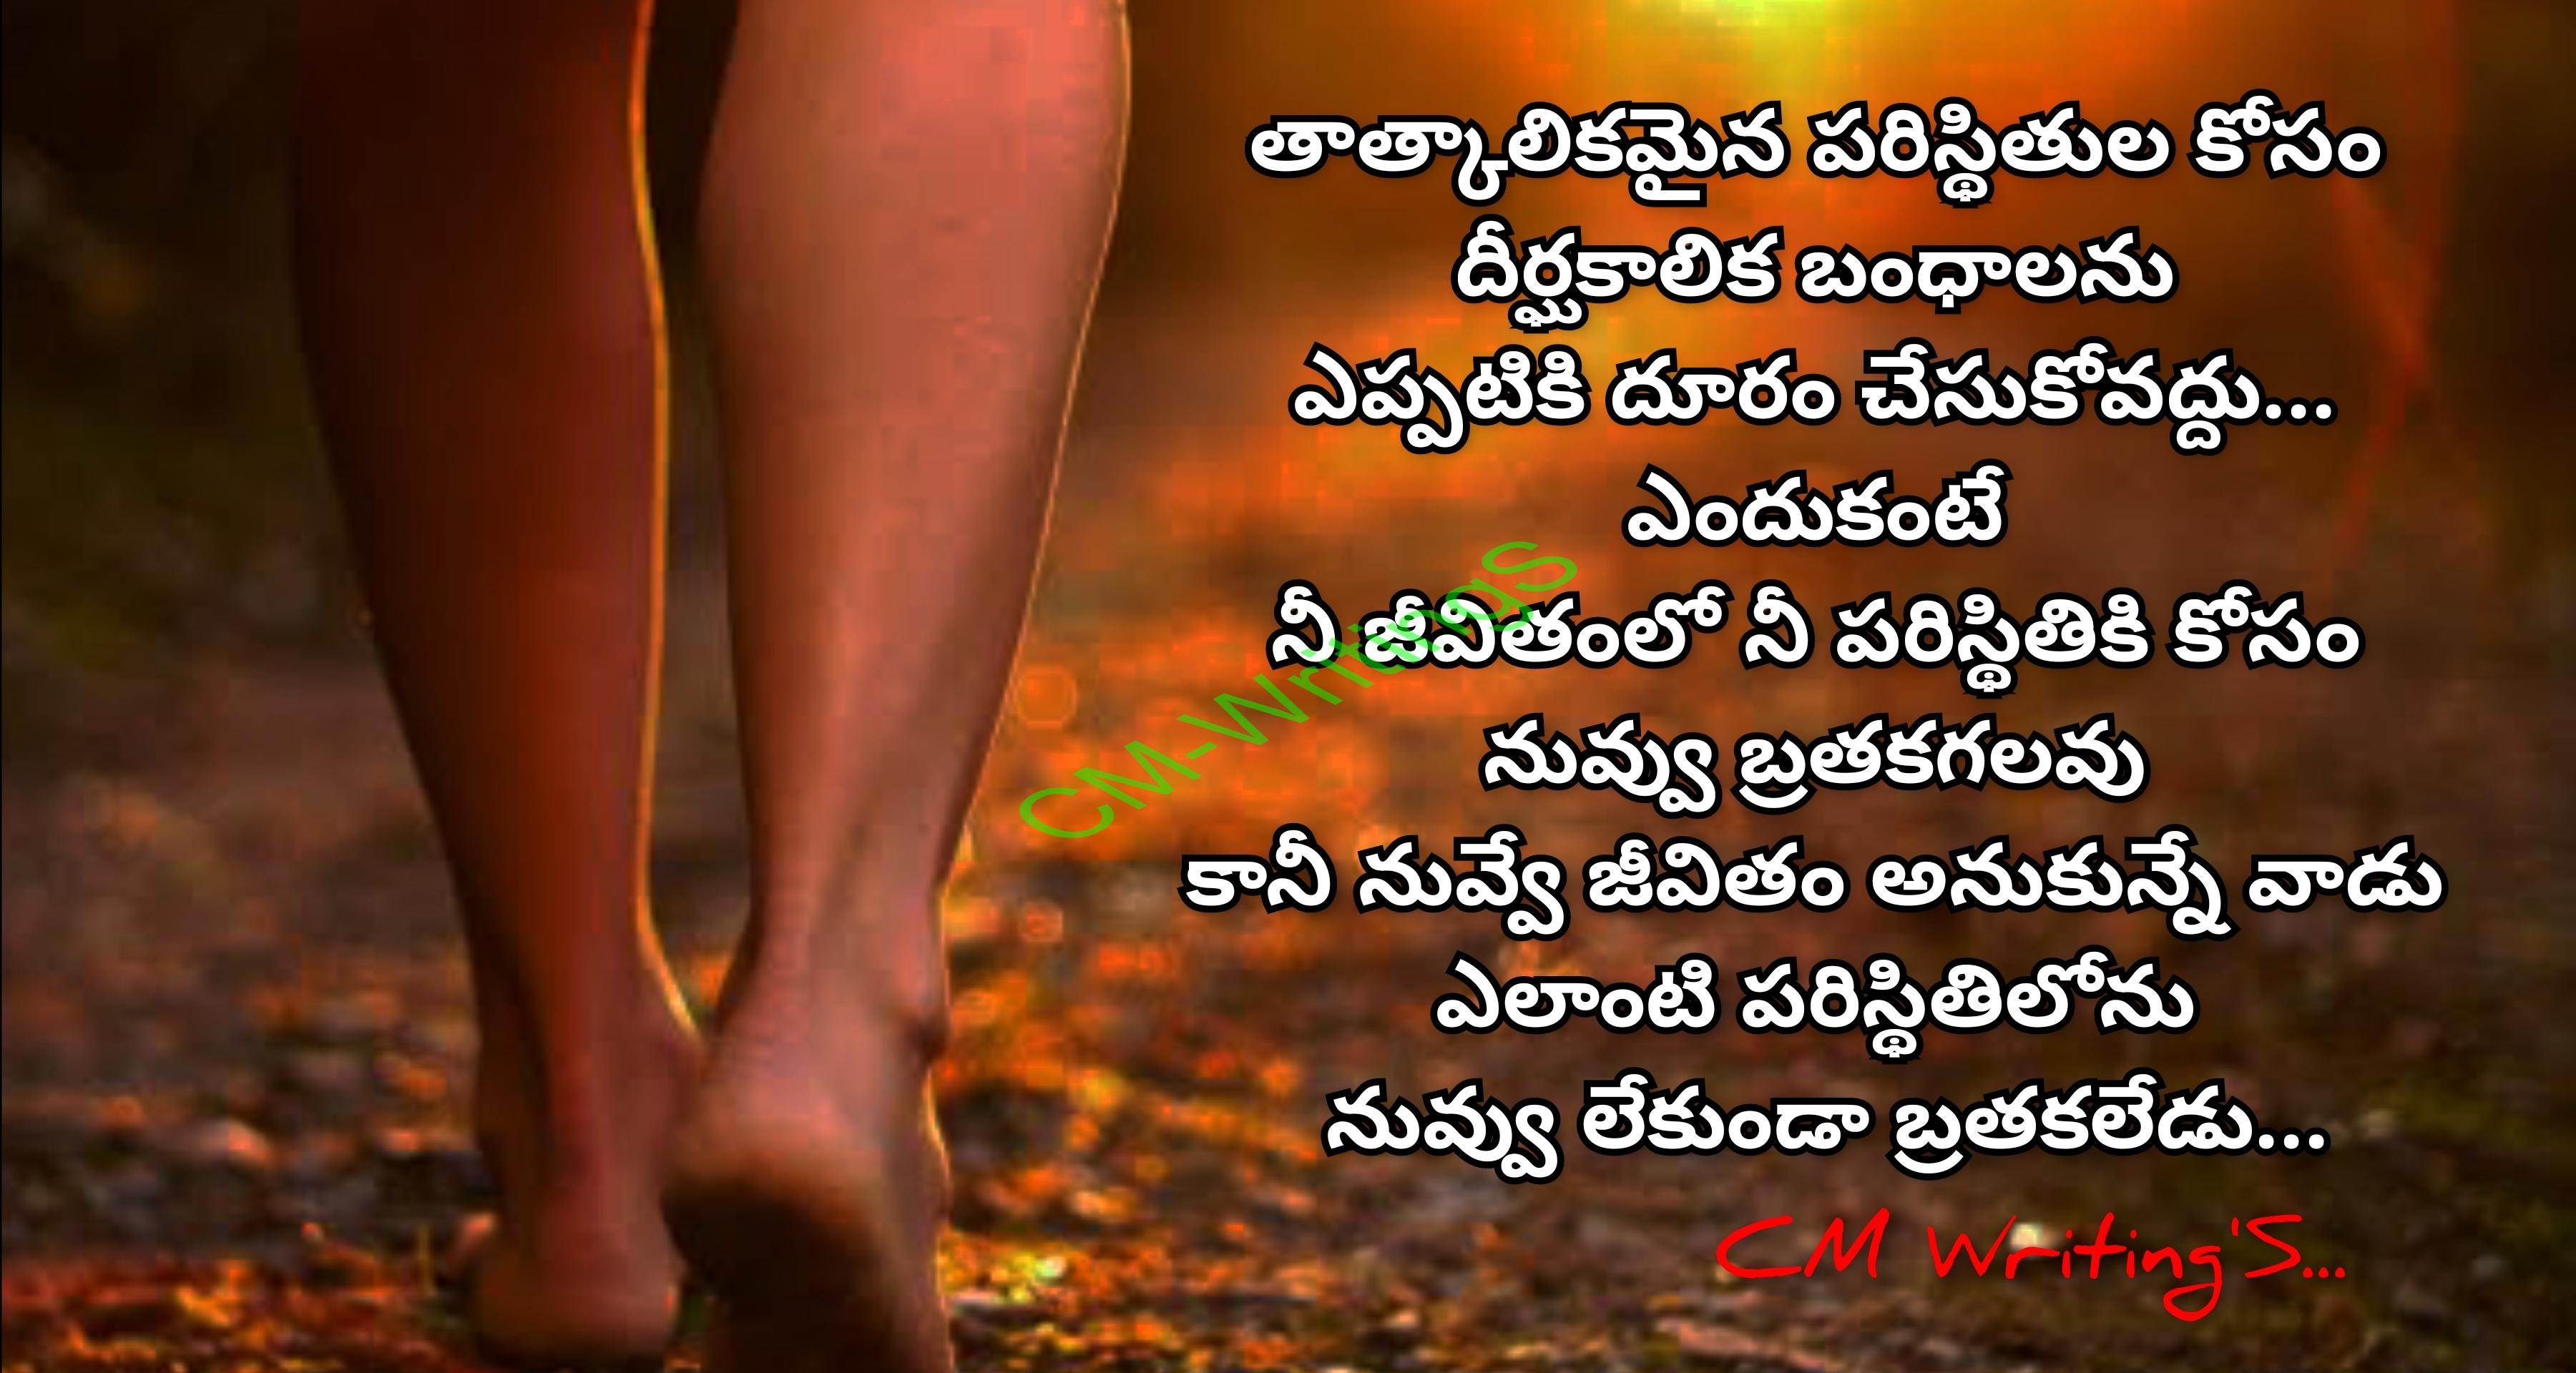 తాత్కాలికమైన పరిస్థితుల కోసం
దీర్ఘకాలిక బంధాలను
ఎప్పటికి దూరం చేసుకోవద్దు...
ఎందుకంటే
నీ జీవితంలో నీ పరిస్థితికి కోసం
నువ్వు బ్రతకగలవు
కానీ నువ్వే జీవితం అనుకున్నే వాడు
ఎలాంటి పరిస్థితిలోను
నువ్వు లేకుండా బ్రతకలేడు...
CM Writing'S...
CM-WritingS